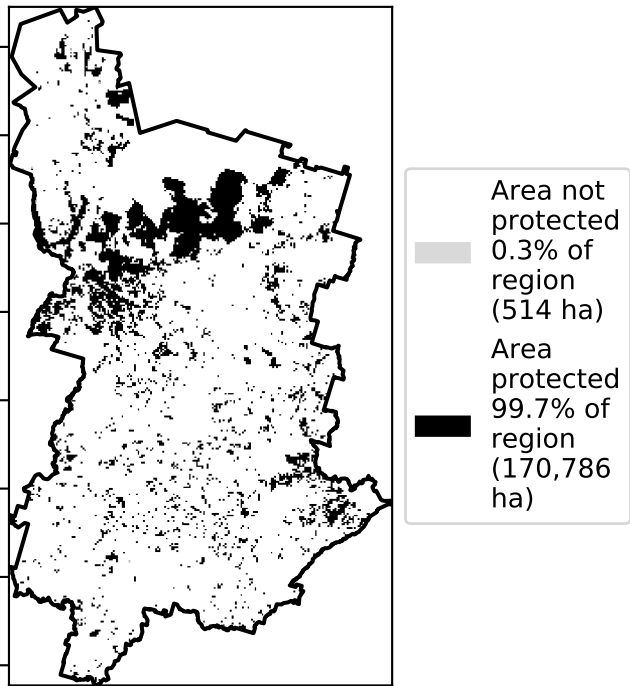 Area not
protected
0.3% of
region
(514 ha)
Area
protected
99.7% of
region
(170,786
ha)